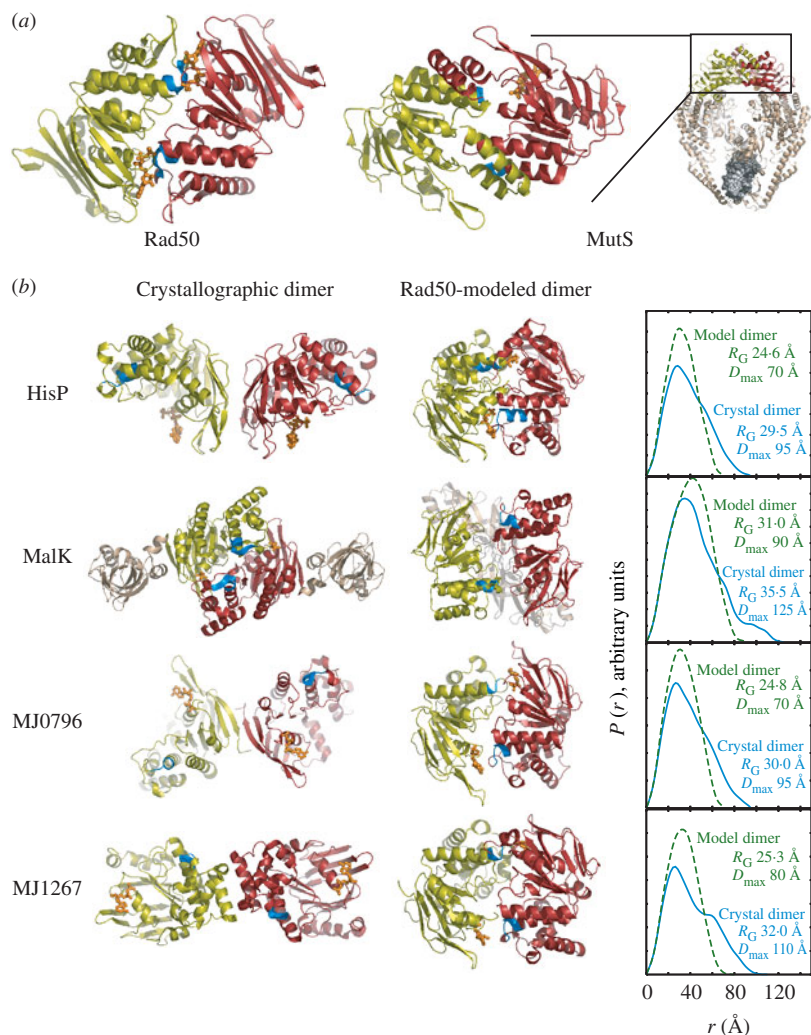 (a)
Rad50
MutS
(b)
Crystallographic dimer
Rad50-modeled dimer
HisP
MalK
MJ0796
MJ1267
P (r), arbitrary units
Model dimer
RG 24·6 Å
Dmax 70 Å
Crystal dimer
RG 29·5 Å
Dmax 95 Å
Model dimer
RG 31·0 Å
Dmax 90 Å
Crystal dimer
RG 35·5 Å
Dmax 125 Å
Model dimer
RG 24·8 Å
Dmax 70 Å
Crystal dimer
RG 30·0 Å
Dmax 95 Å
Model dimer
RG 25·3 Å
Dmax 80 Å
Crystal dimer
RG 32·0 Å
Dmax 110 Å
0 40 80 120
r (Å)